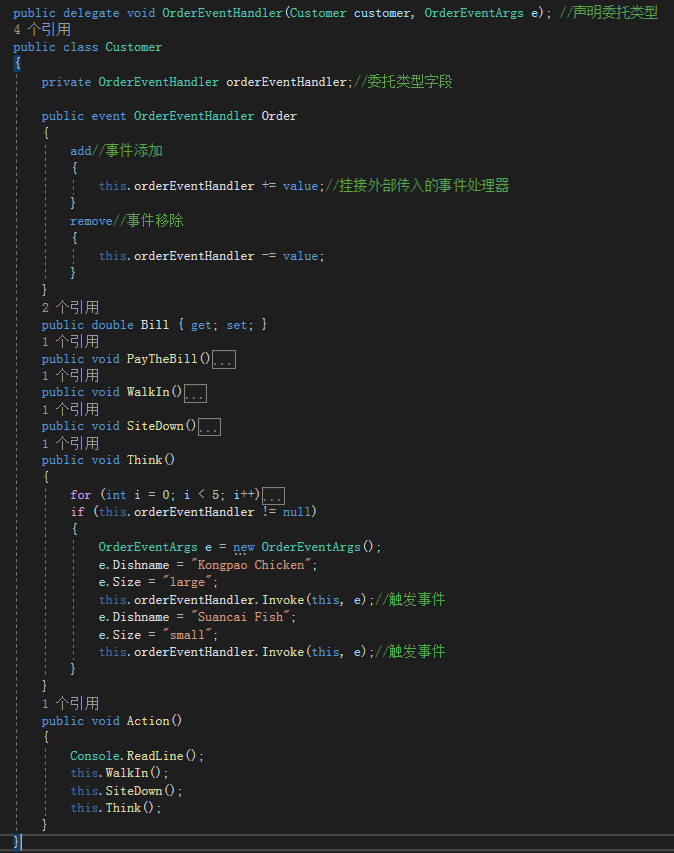 public delegate void OrderEventHandler(Customer customer, OrderEventArgs e); //声明委托类型
4 个引用
public class Customer
{
private OrderEventHandler orderEventHandler;//委托类型字段
public event OrderEventHandler Order
{
add//事件添加
{
this.orderEventHandler += value;//挂接外部传入的事件处理器
}
remove//事件移除
{
this.orderEventHandler -= value;
}
}
2 个引用
public double Bill { get; set; }
1 个引用
public void PayTheBill()...
1 个引用
public void WalkIn()...
1 个引用
public void SiteDown()...
1 个引用
public void Think()
{
for (int i = 0; i < 5; i++)...
if (this.orderEventHandler != null)
{
OrderEventArgs e = new OrderEventArgs();
e.Dishname = "Kongpao Chicken";
e.Size = "large";
this.orderEventHandler.Invoke(this, e);//触发事件
e.Dishname = "Suancai Fish";
e.Size = "small";
this.orderEventHandler.Invoke(this, e);//触发事件
}
}
1 个引用
public void Action()
{
Console.ReadLine();
this.WalkIn();
this.SiteDown();
this.Think();
}
}